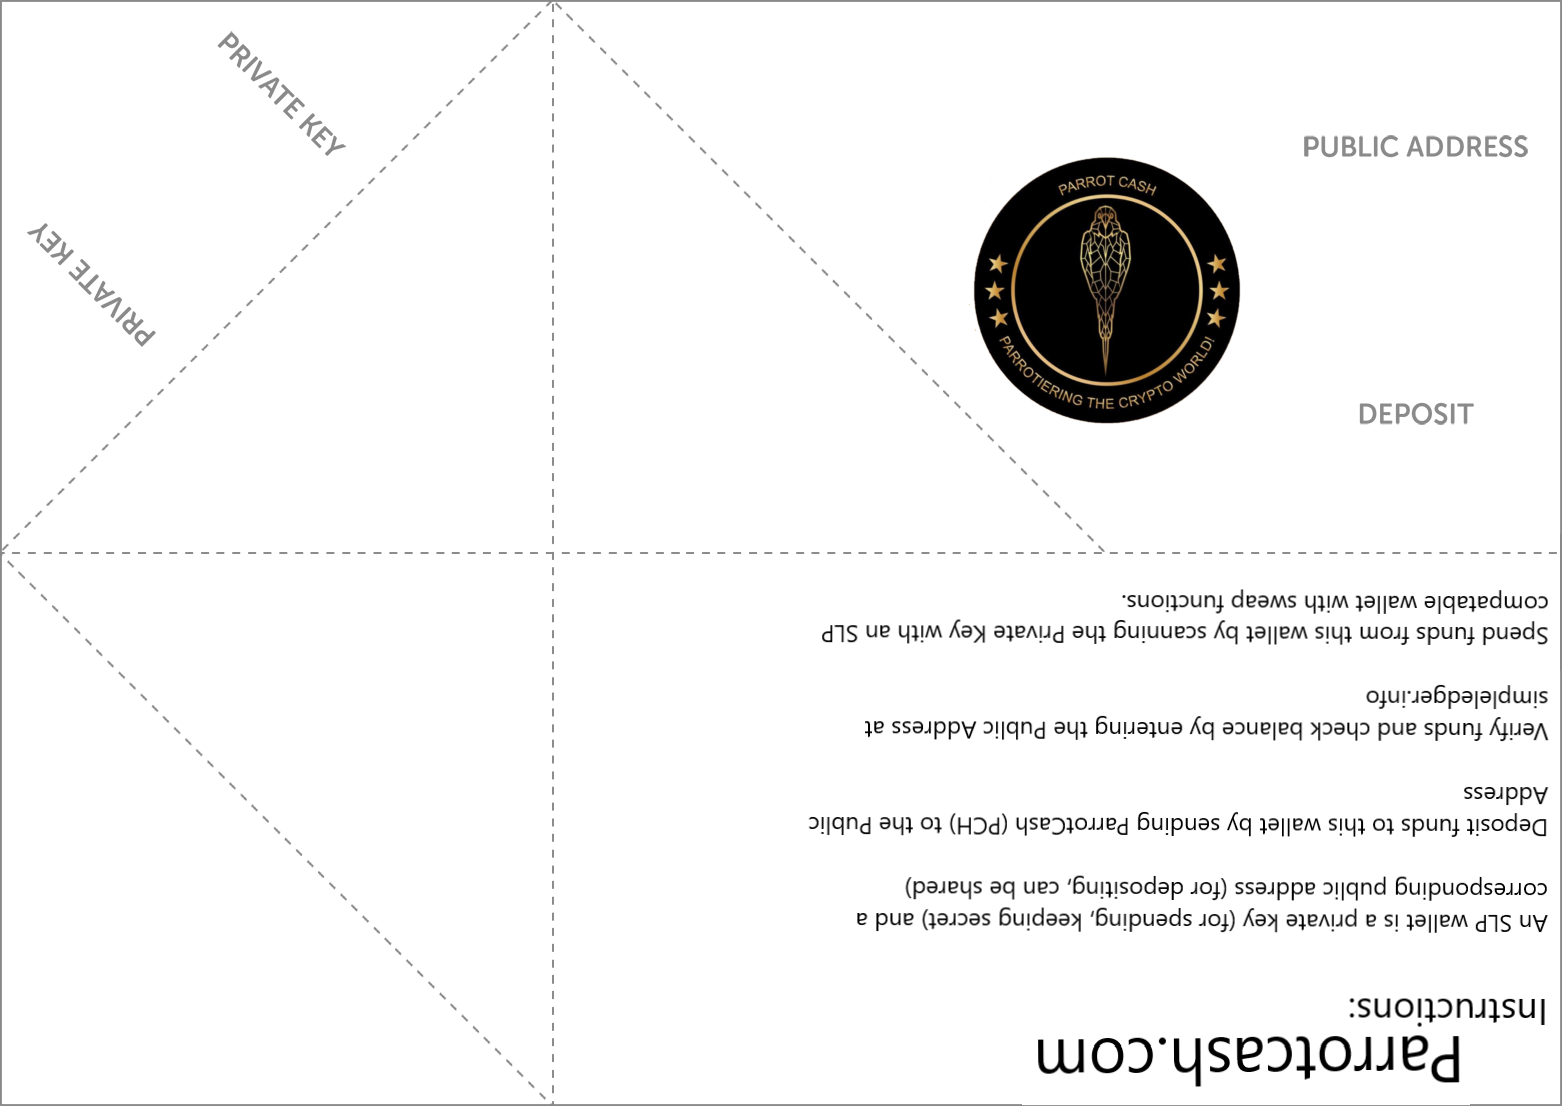 PRIVATE KEY
PRIVATE KEY
PUBLIC ADDRESS
PARROT CASH
PARROTIERING THE CRYPTO WORLD!
DEPOSIT
Parrotcash.com
Instructions:
An SLP wallet is a private key (for spending, keeping secret) and a
corresponding public address (for depositing, can be shared)
Deposit funds to this wallet by sending ParrotCash (PCH) to the Public
Address
Verify funds and check balance by entering the Public Address at
simpleledger.info
Spend funds from this wallet by scanning the Private Key with an SLP
compatable wallet with sweap functions.